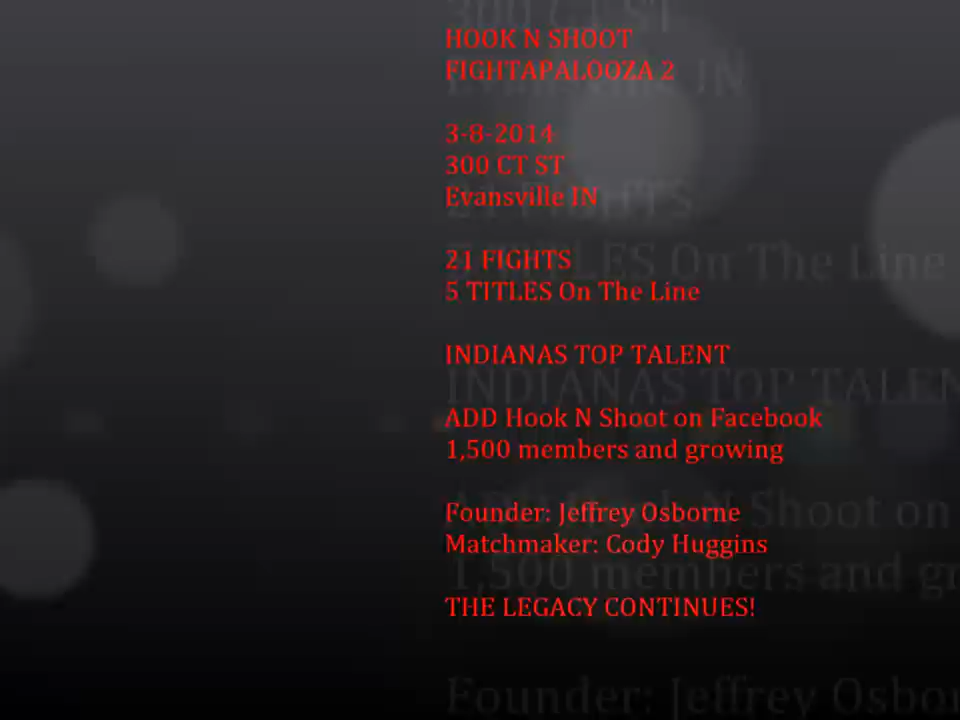 HOOK N SHOOT
FIGHTAPALOOZA 2
3-8-2014
300 CT ST
Evansville IN
21 FIGHTS
5 TITLES On The Line
INDIANAS TOP TALENT
ADD Hook N Shoot on Facebook
1,500 members and growing
Founder: Jeffrey Osborne
Matchmaker: Cody Huggins
THE LEGACY CONTINUES!